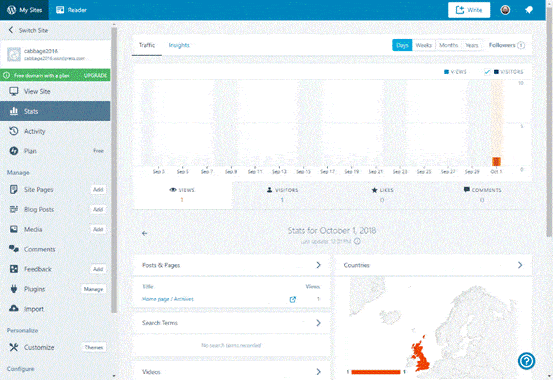 My Sites
Reader
Write
Switch Site
cabbage2018
cabbage2018.wordpress.com
Free domain with a plan UPGRADE
View Site
Stats
Activity
Plan Free
Manage
Site Pages Add
Blog Posts Add
Media Add
Comments
Feedback Add
Plugins Manage
Import
Personalize
Customize Themes
Configure
Traffic Insights
Days Weeks Months Years Followers
VIEWS VISITORS
10
5
0
Sep 3 Sep 5 Sep 7 Sep 9 Sep 11 Sep 13 Sep 15 Sep 17 Sep 19 Sep 21 Sep 23 Sep 25 Sep 27 Sep 29 Oct 1
VIEWS VISITORS LIKES COMMENTS
1 1 0 0
Stats for October 1, 2018
Last update:
Posts & Pages
Title Views
Home page / Archives 1
Search Terms
No search terms recorded
Videos
Countries
1 1